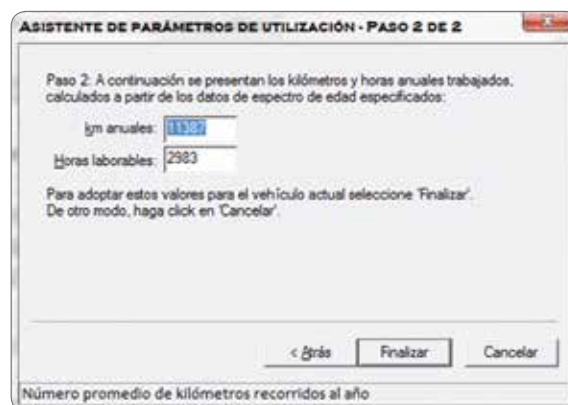 ASISTENTE DE PARÁMETROS DE UTILIZACIÓN - PASO 2 DE 2
Paso 2: A continuación se presentan los kilómetros y horas anuales trabajados,
calculados a partir de los datos de espectro de edad especificados:
km anuales: 11387
Horas laborables: 2983
Para adoptar estos valores para el vehículo actual seleccione 'Finalizar'.
De otro modo, haga click en 'Cancelar'.
< Atrás Finalizar Cancelar
Número promedio de kilómetros recorridos al año